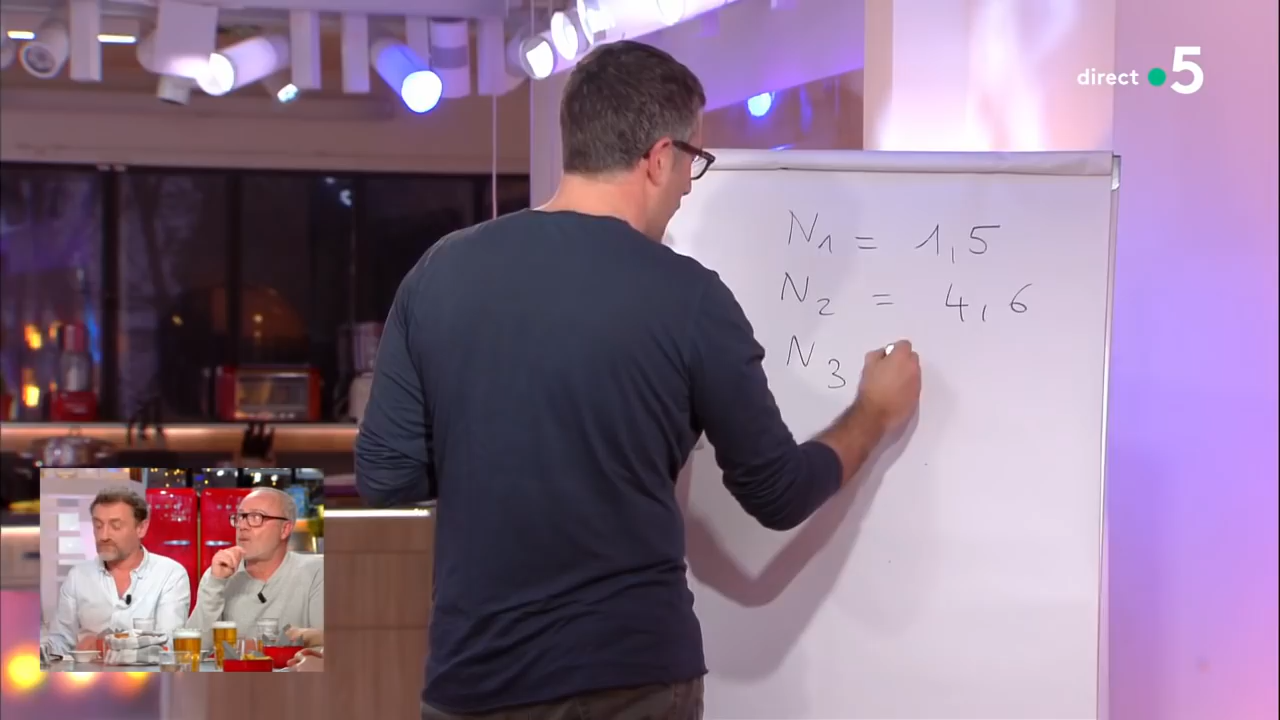 direct 5
N1 = 1,5
N2 = 4,6
N3